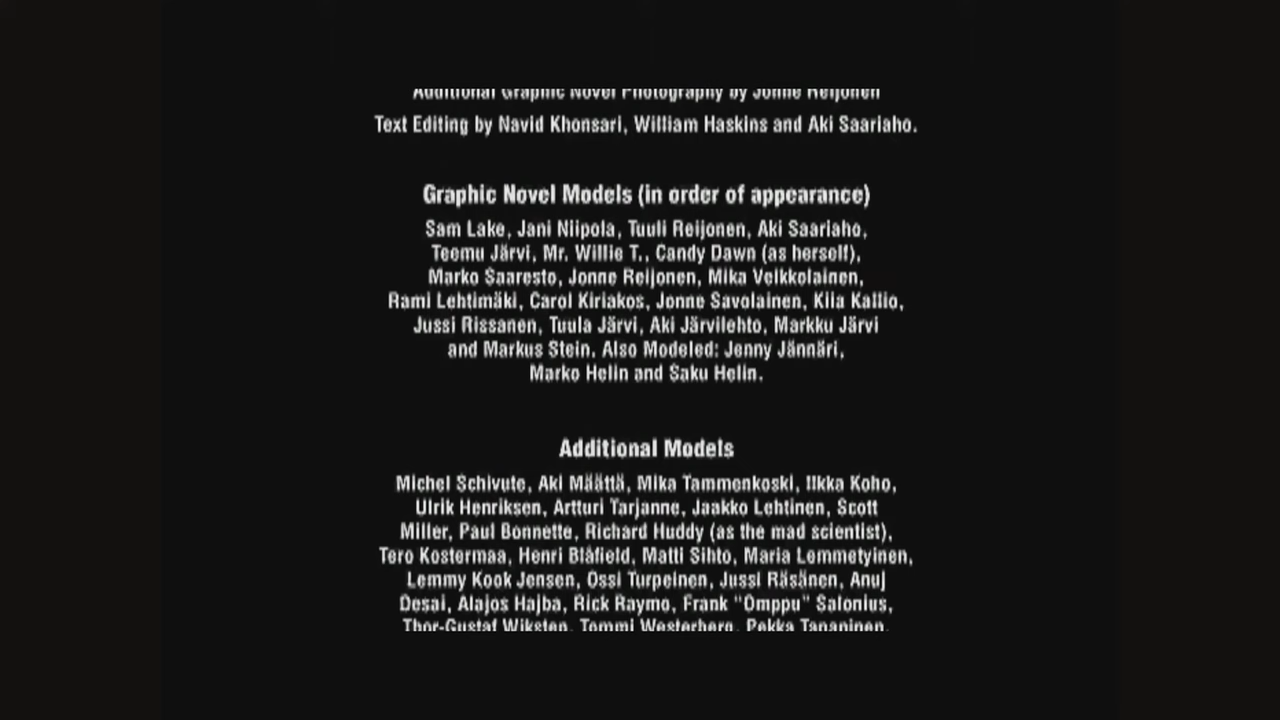 Additional Graphic Novel Photography by Jonne Reijonen
Text Editing by Navid Khonsari, William Haskins and Aki Saariaho.
Graphic Novel Models (in order of appearance)
Sam Lake, Jani Niipola, Tuuli Reijonen, Aki Saariaho,
Teemu Järvi, Mr. Willie T., Candy Dawn (as herself),
Marko Saaresto, Jonne Reijonen, Mika Veikkolainen,
Rami Lehtimäki, Carol Kiriakos, Jonne Savolainen, Kiia Kallio,
Jussi Rissanen, Tuula Järvi, Aki Järvilehto, Markku Järvi
and Markus Stein. Also Modeled: Jenny Jännäri,
Marko Helin and Saku Helin.
Additional Models
Michel Schivute, Aki Määttä, Mika Tammenkoski, Ilkka Koho,
Ulrik Henriksen, Artturi Tarjanne, Jaakko Lehtinen, Scott
Miller, Paul Bonnette, Richard Huddy (as the mad scientist),
Tero Kostermaa, Henri Blåfield, Matti Sihto, Maria Lemmetyinen,
Lemmy Kook Jensen, Ossi Turpeinen, Jussi Räsänen, Anuj
Desai, Alajos Hajba, Rick Raymo, Frank "Omppu" Salonius,
Thor-Gustaf Wiksten, Tommi Westerberg, Pekka Tapaninen,